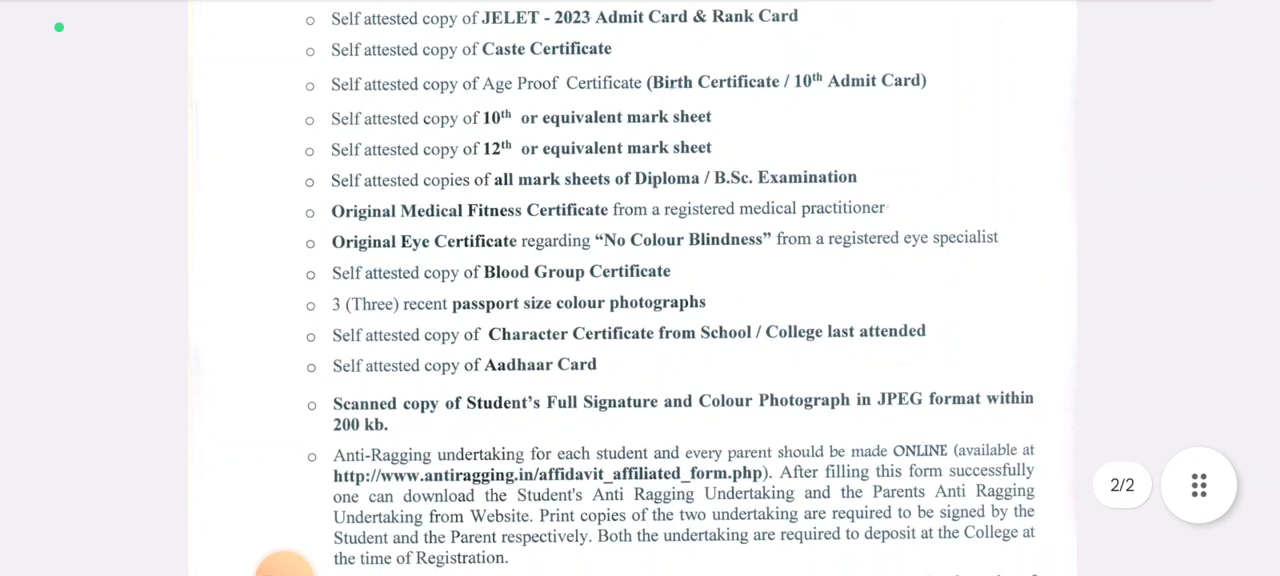 ○ Self attested copy of JELET - 2023 Admit Card & Rank Card
○ Self attested copy of Caste Certificate
○ Self attested copy of Age Proof Certificate (Birth Certificate / 10th Admit Card)
○ Self attested copy of 10th or equivalent mark sheet
○ Self attested copy of 12th or equivalent mark sheet
○ Self attested copies of all mark sheets of Diploma / B.Sc. Examination
○ Original Medical Fitness Certificate from a registered medical practitioner
○ Original Eye Certificate regarding “No Colour Blindness” from a registered eye specialist
○ Self attested copy of Blood Group Certificate
○ 3 (Three) recent passport size colour photographs
○ Self attested copy of Character Certificate from School / College last attended
○ Self attested copy of Aadhaar Card
○ Scanned copy of Student’s Full Signature and Colour Photograph in JPEG format within
200 kb.
○ Anti-Ragging undertaking for each student and every parent should be made ONLINE (available at
http://www.antiragging.in/affidavit_affiliated_form.php). After filling this form successfully
one can download the Student's Anti Ragging Undertaking and the Parents Anti Ragging
Undertaking from Website. Print copies of the two undertaking are required to be signed by the
Student and the Parent respectively. Both the undertaking are required to deposit at the College at
the time of Registration.
2/2